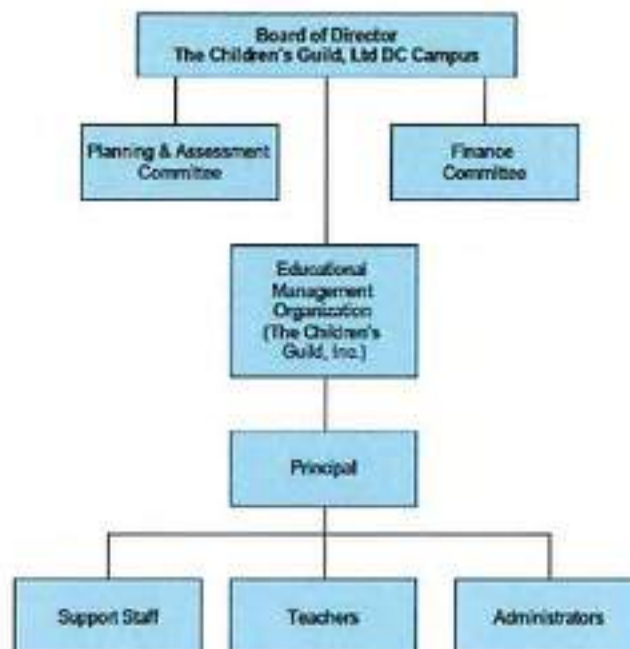 Board of Director
The Children's Guild, Ltd DC Campus
Planning & Assessment
Committee
Finance
Committee
Educational
Management
Organization
(The Children's
Guild, Inc.)
Principal
Support Staff
Teachers
Administrators